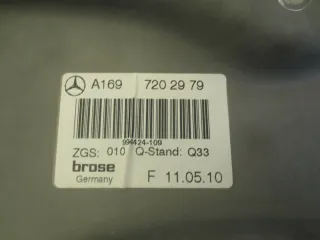 A169 720 29 79
994424-109
ZGS: 010 Q-Stand: Q33
brose
Germany F 11.05.10